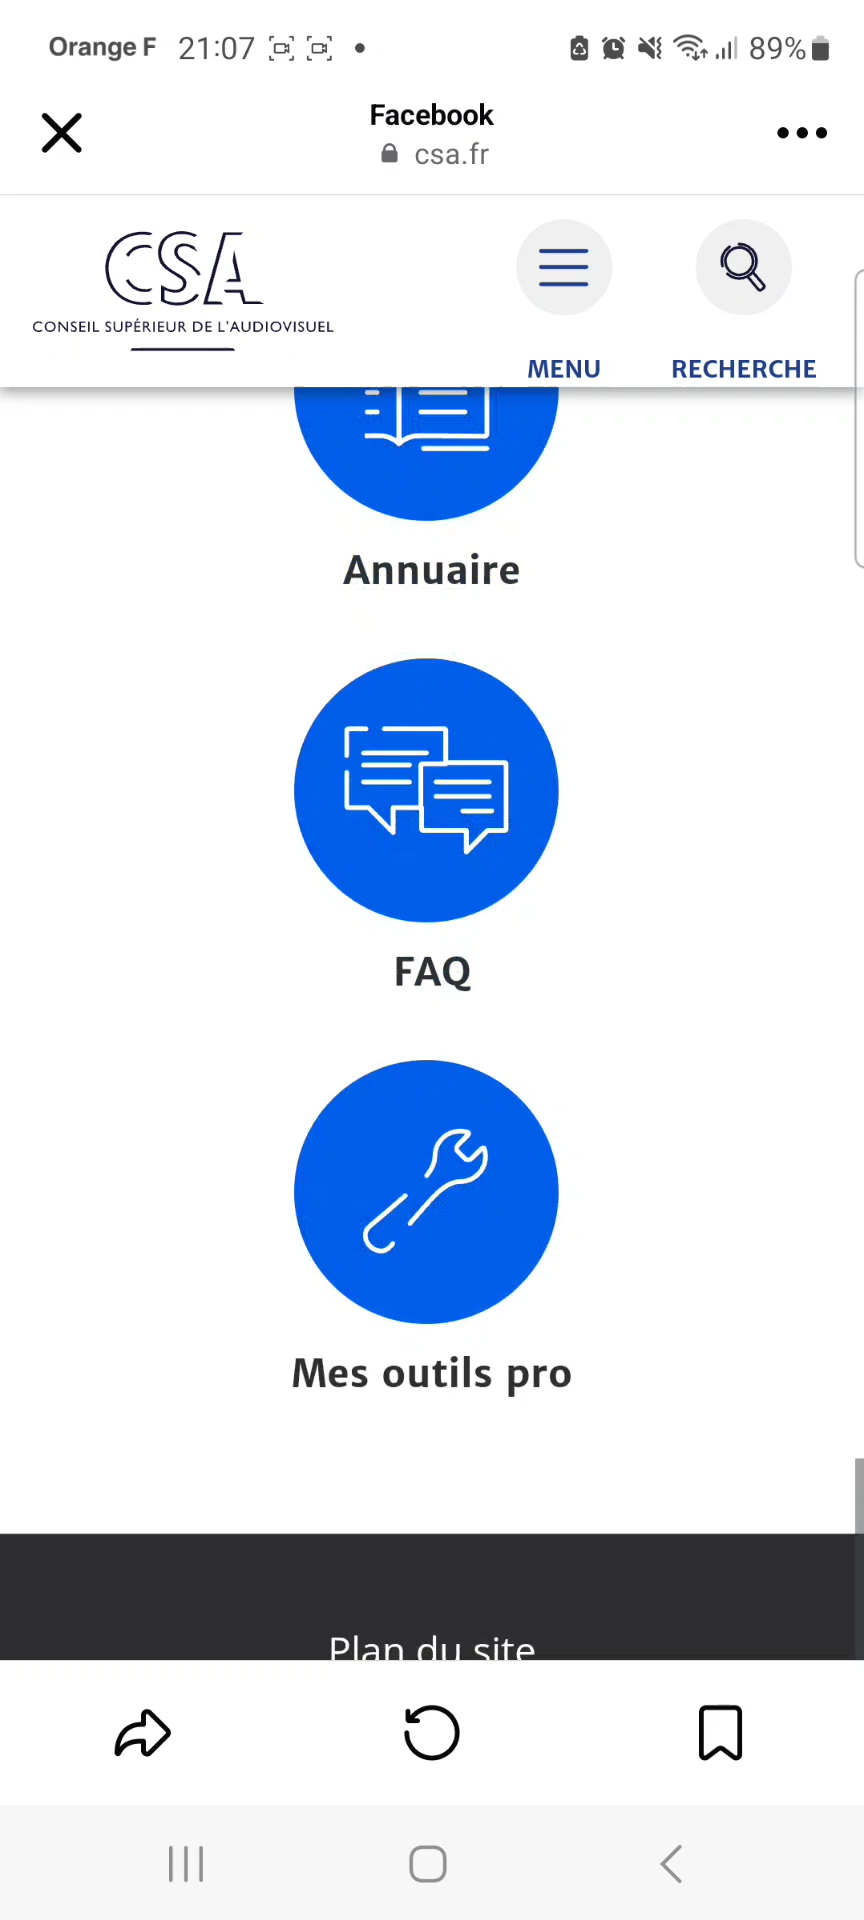 Orange F 21:07 89%
Facebook
csa.fr
CSA
CONSEIL SUPÉRIEUR DE L'AUDIOVISUEL
MENU
RECHERCHE
Annuaire
FAQ
Mes outils pro
Plan du site